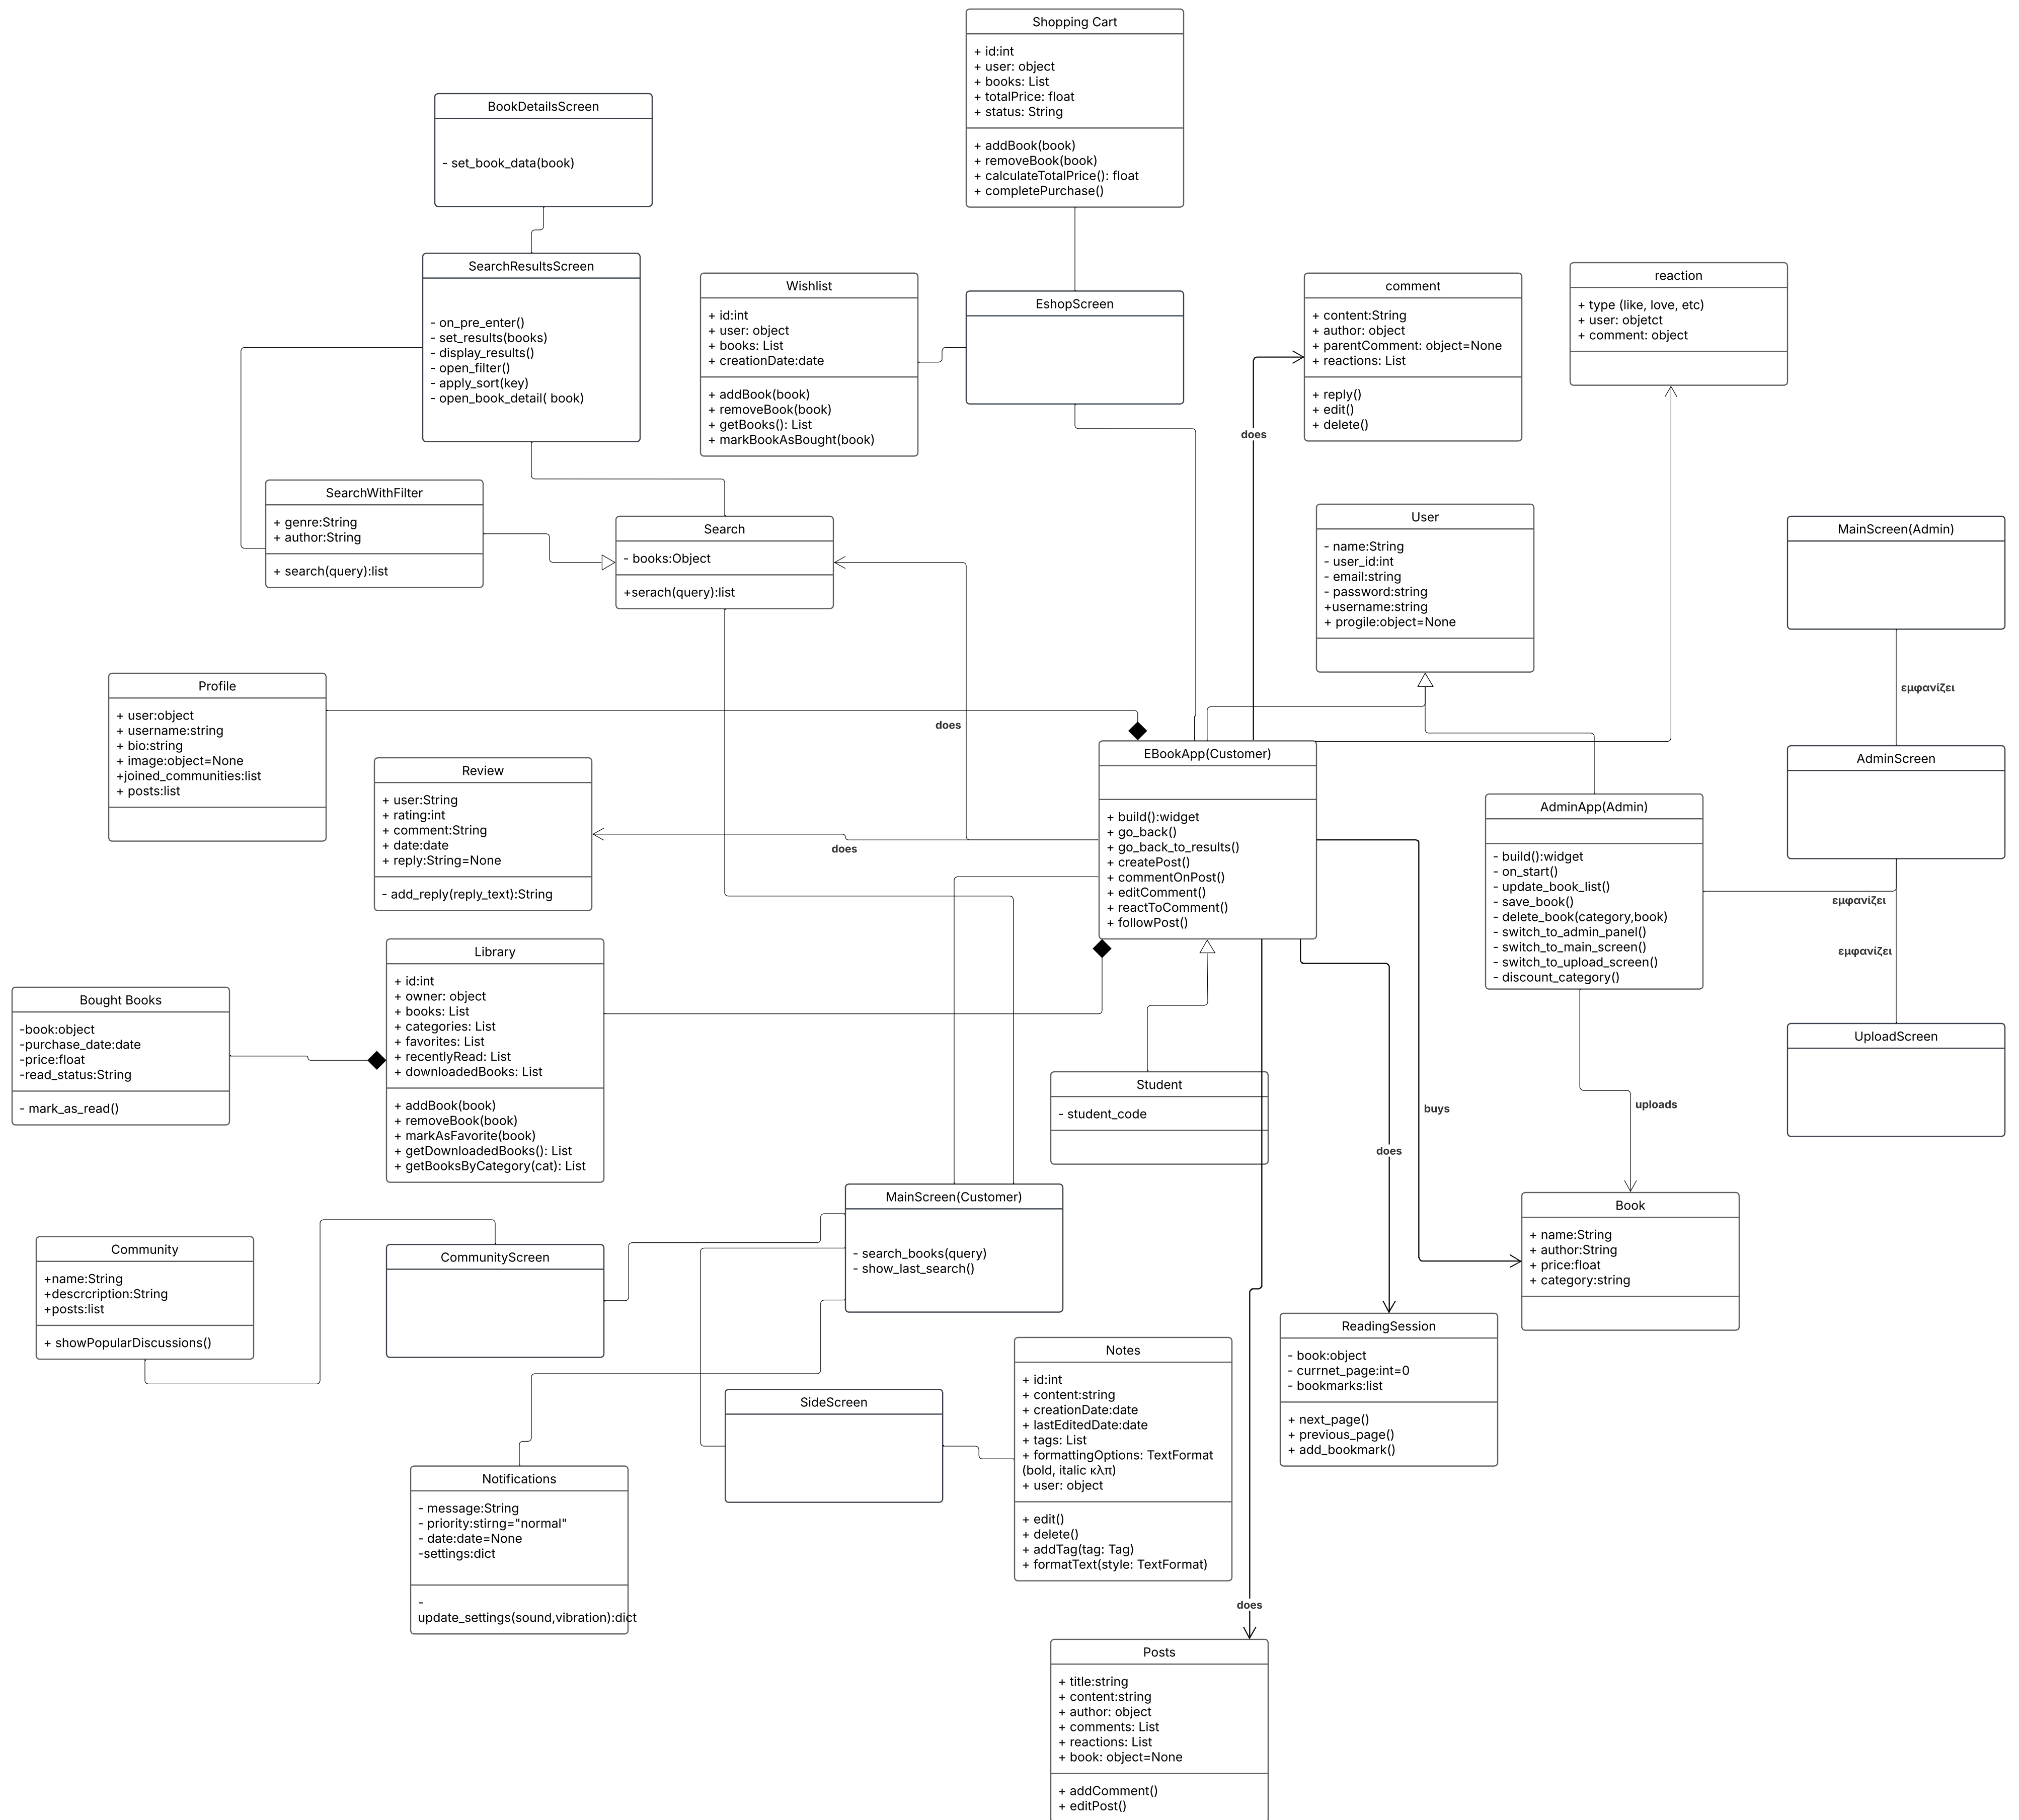 Shopping Cart
+ id:int
+ user: object
+ books: List
+ totalPrice: float
+ status: String
+ addBook(book)
+ removeBook(book)
+ calculateTotalPrice(): float
+ completePurchase()
BookDetailsScreen
- set_book_data(book)
SearchResultsScreen
- on_pre_enter()
- set_results(books)
- display_results()
- open_filter()
- apply_sort(key)
- open_book_detail( book)
Wishlist
+ id:int
+ user: object
+ books: List
+ creationDate:date
+ addBook(book)
+ removeBook(book)
+ getBooks(): List
+ markBookAsBought(book)
EshopScreen
comment
+ content:String
+ author: object
+ parentComment: object=None
+ reactions: List
+ reply()
+ edit()
+ delete()
reaction
+ type (like, love, etc)
+ user: objetct
+ comment: object
does
SearchWithFilter
+ genre:String
+ author:String
+ search(query):list
Search
- books:Object
+serach(query):list
User
- name:String
- user_id:int
- email:string
- password:string
+username:string
+ progile:object=None
MainScreen(Admin)
εμφανίζει
Profile
+ user:object
+ username:string
+ bio:string
+ image:object=None
+joined_communities:list
+ posts:list
does
Review
+ user:String
+ rating:int
+ comment:String
+ date:date
+ reply:String=None
- add_reply(reply_text):String
does
EBookApp(Customer)
+ build():widget
+ go_back()
+ go_back_to_results()
+ createPost()
+ commentOnPost()
+ editComment()
+ reactToComment()
+ followPost()
AdminApp(Admin)
- build():widget
- on_start()
- update_book_list()
- save_book()
- delete_book(category,book)
- switch_to_admin_panel()
- switch_to_main_screen()
- switch_to_upload_screen()
- discount_category()
AdminScreen
εμφανίζει
εμφανίζει
UploadScreen
Library
+ id:int
+ owner: object
+ books: List
+ categories: List
+ favorites: List
+ recentlyRead: List
+ downloadedBooks: List
+ addBook(book)
+ removeBook(book)
+ markAsFavorite(book)
+ getDownloadedBooks(): List
+ getBooksByCategory(cat): List
Bought Books
-book:object
-purchase_date:date
-price:float
-read_status:String
- mark_as_read()
Student
- student_code
buys
uploads
does
Book
+ name:String
+ author:String
+ price:float
+ category:string
MainScreen(Customer)
- search_books(query)
- show_last_search()
Community
+name:String
+descrcription:String
+posts:list
+ showPopularDiscussions()
CommunityScreen
ReadingSession
- book:object
- currnet_page:int=0
- bookmarks:list
+ next_page()
+ previous_page()
+ add_bookmark()
Notes
+ id:int
+ content:string
+ creationDate:date
+ lastEditedDate:date
+ tags: List
+ formattingOptions: TextFormat
(bold, italic κλπ)
+ user: object
+ edit()
+ delete()
+ addTag(tag: Tag)
+ formatText(style: TextFormat)
SideScreen
Notifications
- message:String
- priority:stirng="normal"
- date:date=None
-settings:dict
-
update_settings(sound,vibration):dict
does
Posts
+ title:string
+ content:string
+ author: object
+ comments: List
+ reactions: List
+ book: object=None
+ addComment()
+ editPost()